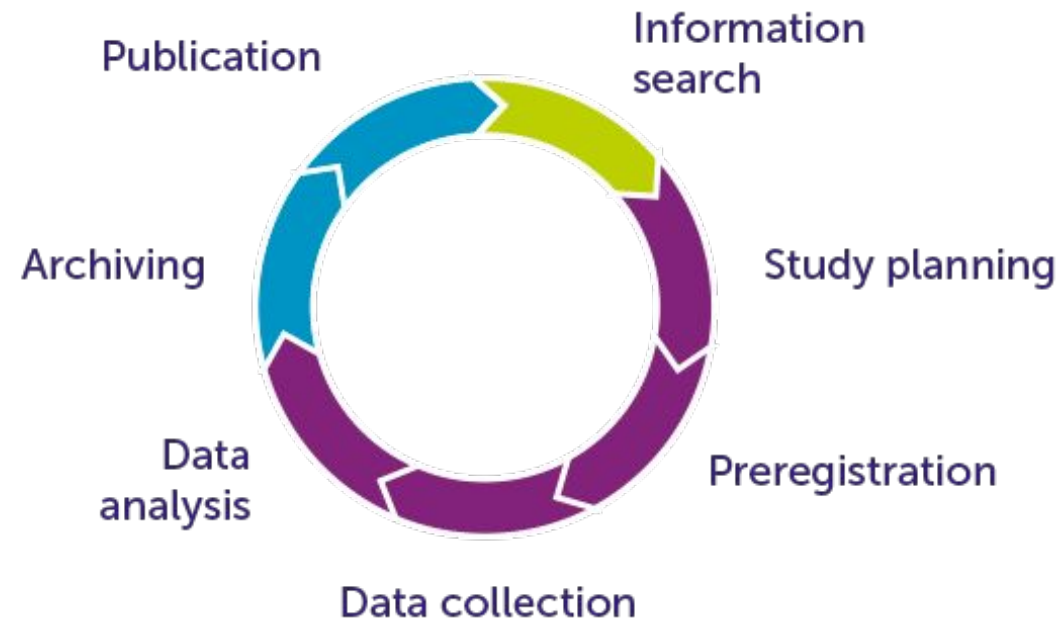 Publication
Information
search
Archiving
Study planning
Data
analysis
Preregistration
Data collection